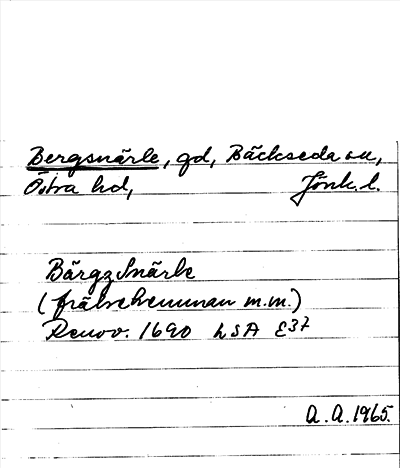 Bergsnärle, gd, Bäckseda sn,
Östra hd, Jönk. l.
Bärgz Snärle
(frälsehemman m.m.)
Renov. 1690 LSA E37
A. A. 1965.